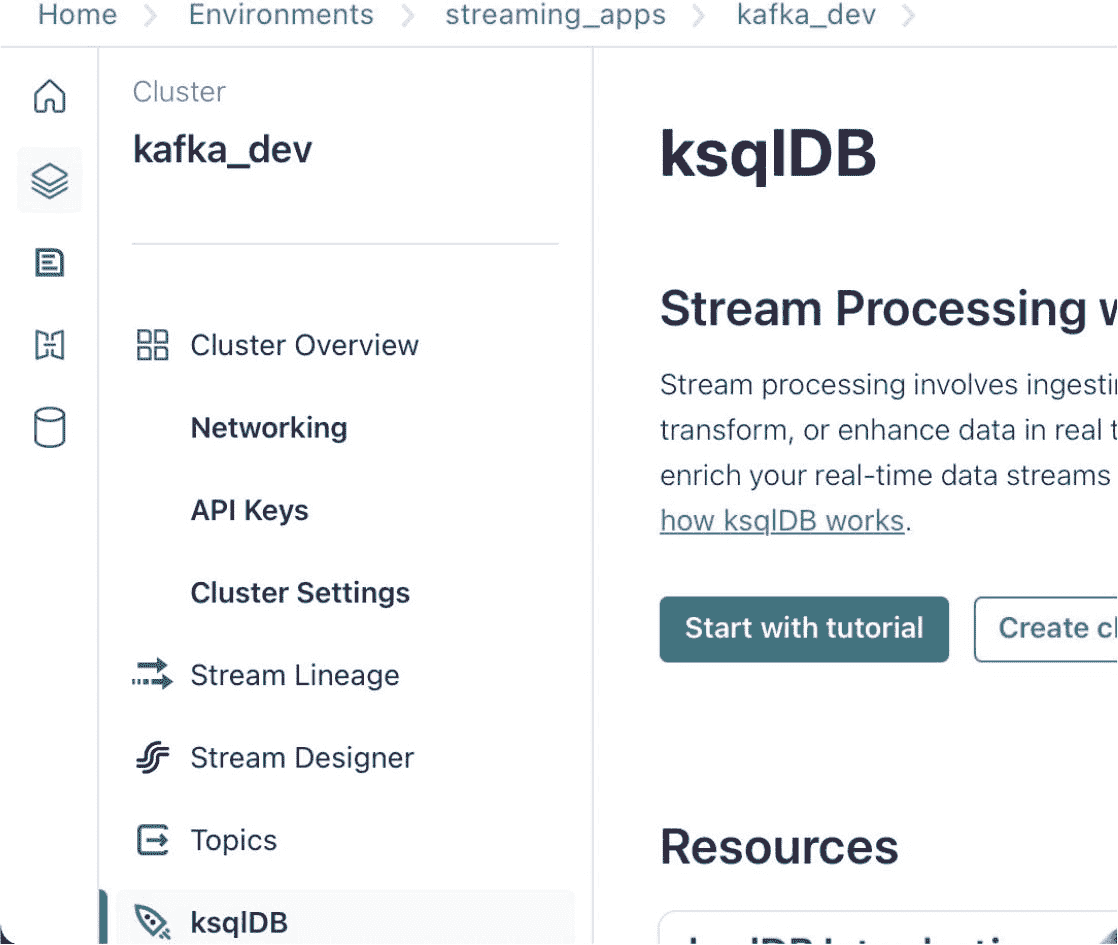 Home Environments streaming_apps kafka_dev
Cluster
kafka_dev
Cluster Overview
Networking
API Keys
Cluster Settings
Stream Lineage
Stream Designer
Topics
ksqlDB
ksqlDB
Stream Processing
Stream processing involves
transform, or enhance data in real
enrich your real-time data streams
how ksqlDB works.
Start with tutorial
Create
Resources